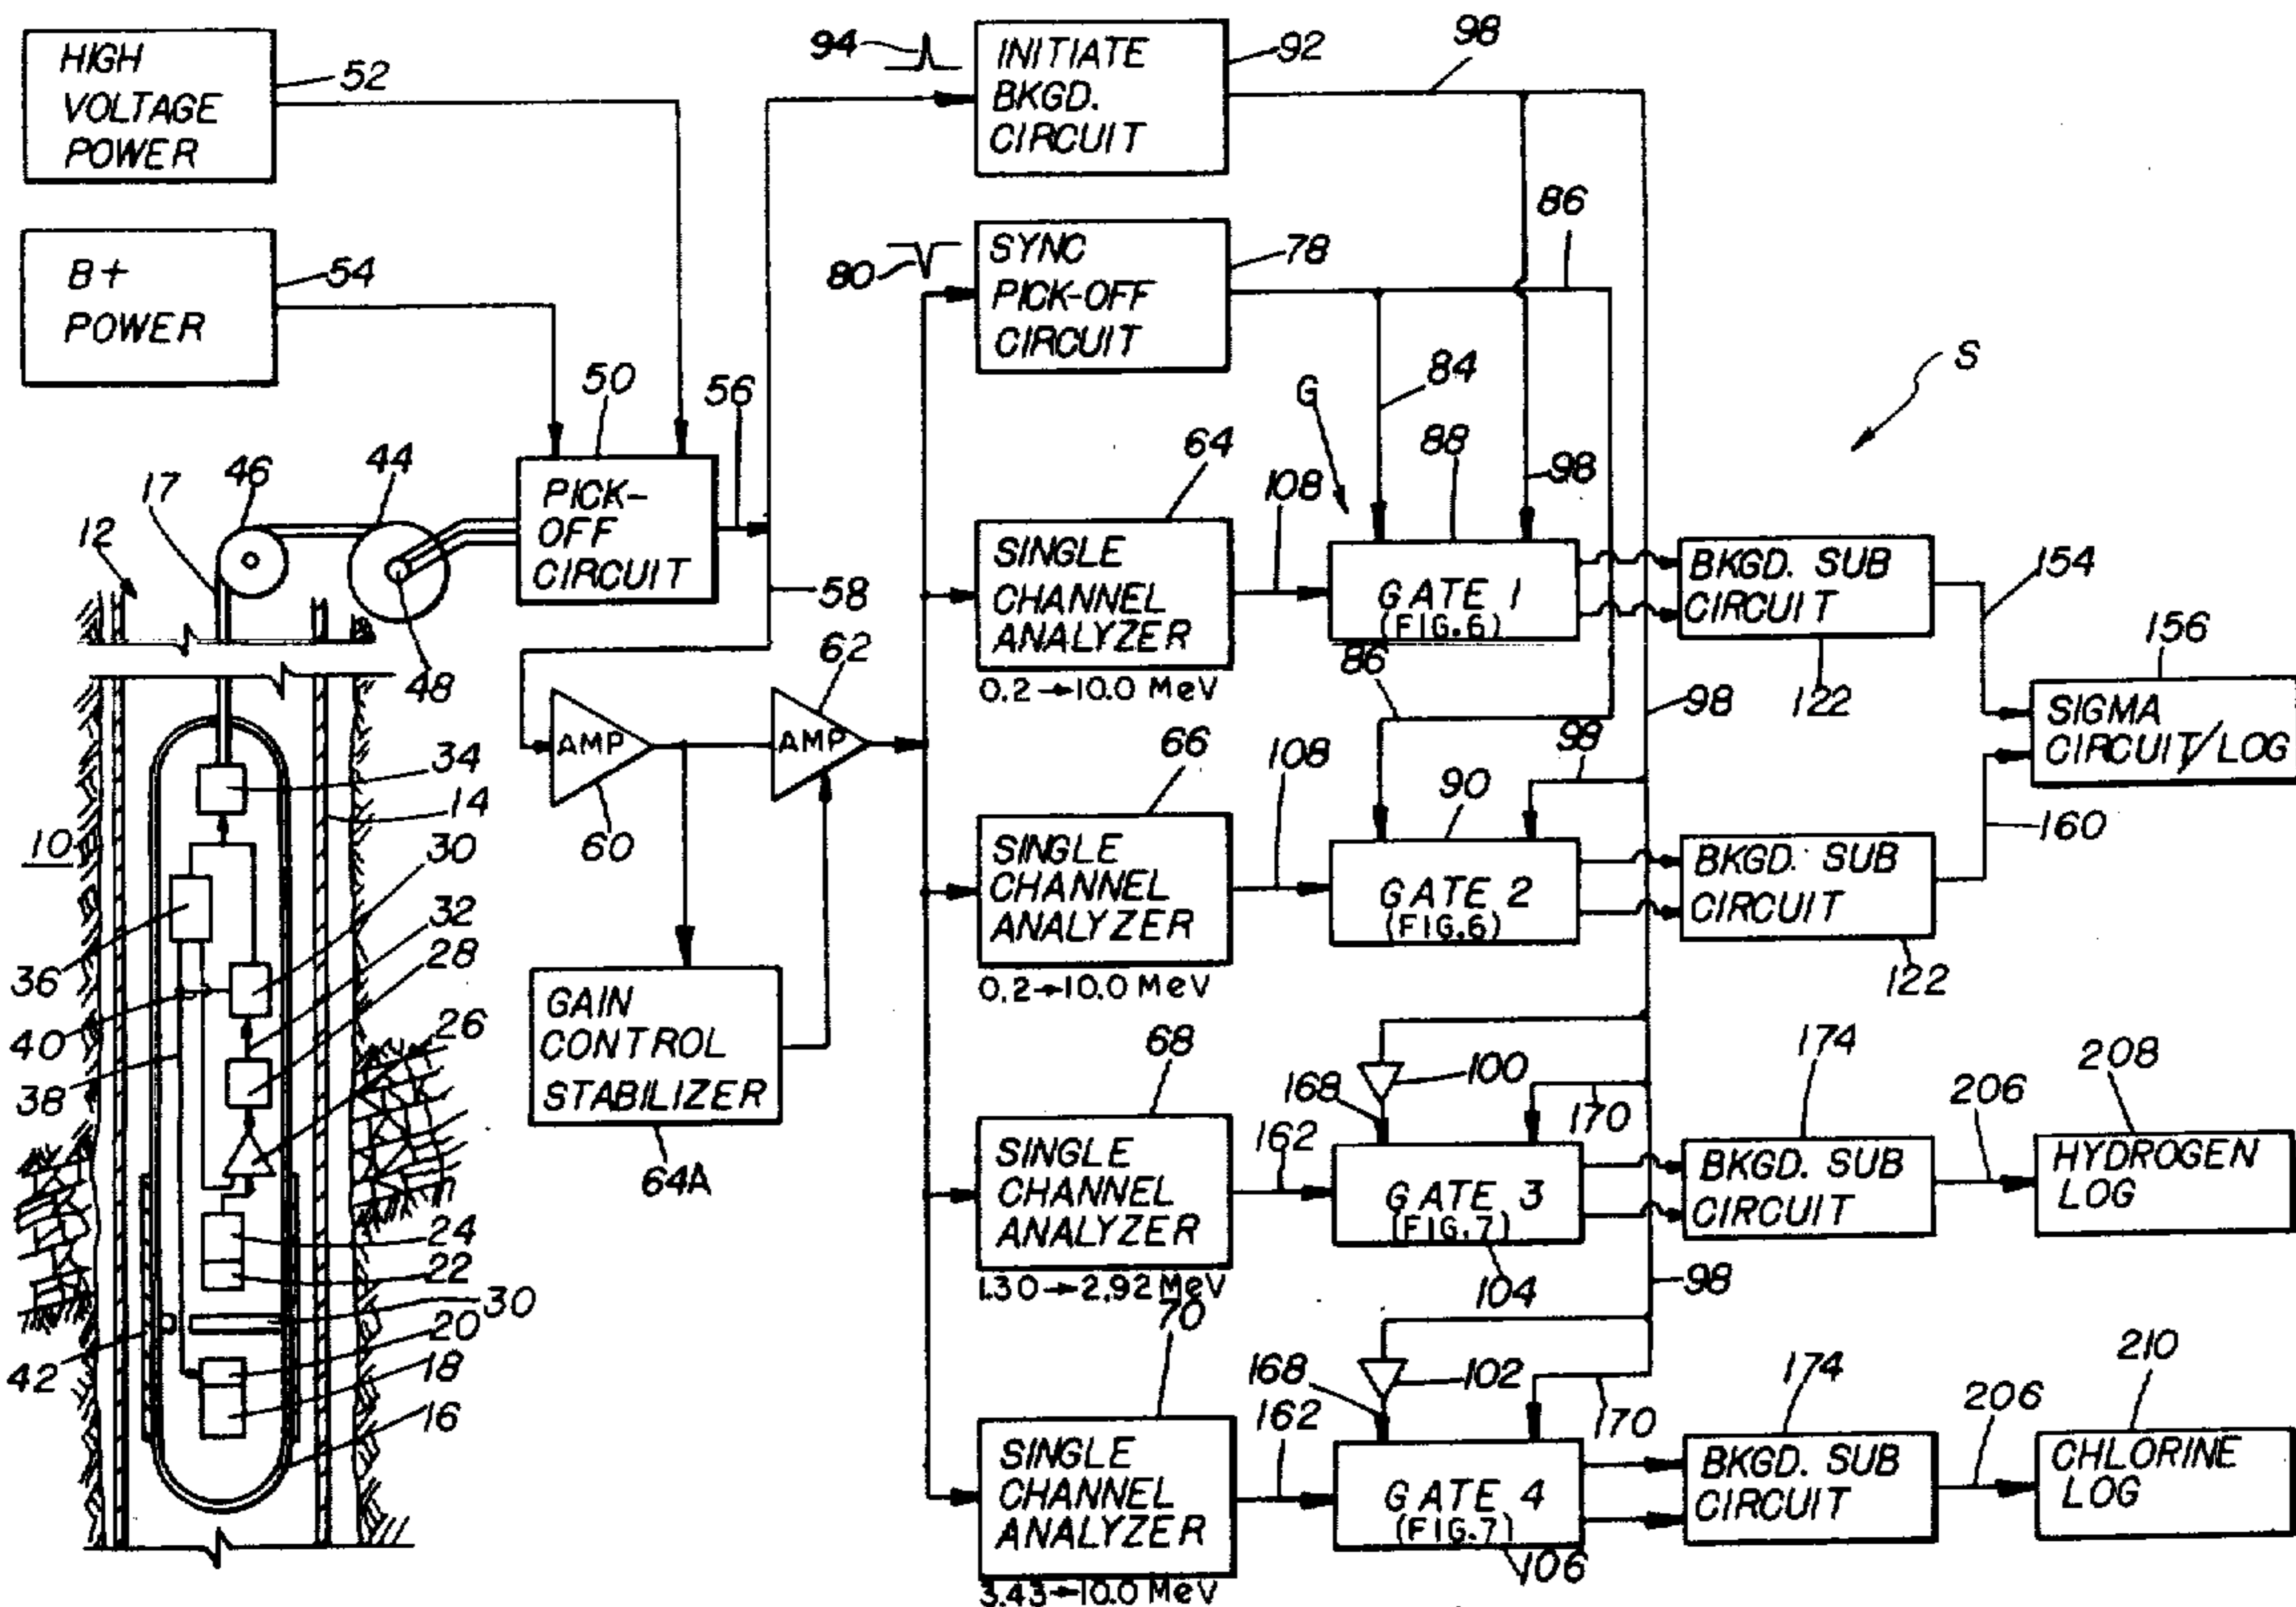 HIGH
VOLTAGE
POWER
52
B+
POWER
54
94
INITIATE
BKGD.
CIRCUIT
92
98
80
SYNC
PICK-OFF
CIRCUIT
78
86
S
50
56
PICK-
OFF
CIRCUIT
58
46
44
17
12
48
84
G
64
108
88
98
SINGLE
CHANNEL
ANALYZER
0.2→10.0 MeV
GATE 1
(FIG.6)
BKGD. SUB
CIRCUIT
122
154
156
SIGMA
CIRCUIT/LOG
160
62
AMP
60
AMP
GAIN
CONTROL
STABILIZER
64A
86
98
98
66
108
90
SINGLE
CHANNEL
ANALYZER
0.2→10.0 MeV
GATE 2
(FIG.6)
BKGD. SUB
CIRCUIT
122
34
14
10
30
32
28
36
40
38
26
24
22
30
20
42
18
16
68
100
168
170
162
SINGLE
CHANNEL
ANALYZER
1.30→2.92 MeV
GATE 3
(FIG.7)
104
174
BKGD. SUB
CIRCUIT
206
208
HYDROGEN
LOG
98
70
102
168
170
162
SINGLE
CHANNEL
ANALYZER
3.43→10.0 MeV
GATE 4
(FIG.7)
106
174
BKGD. SUB
CIRCUIT
206
210
CHLORINE
LOG